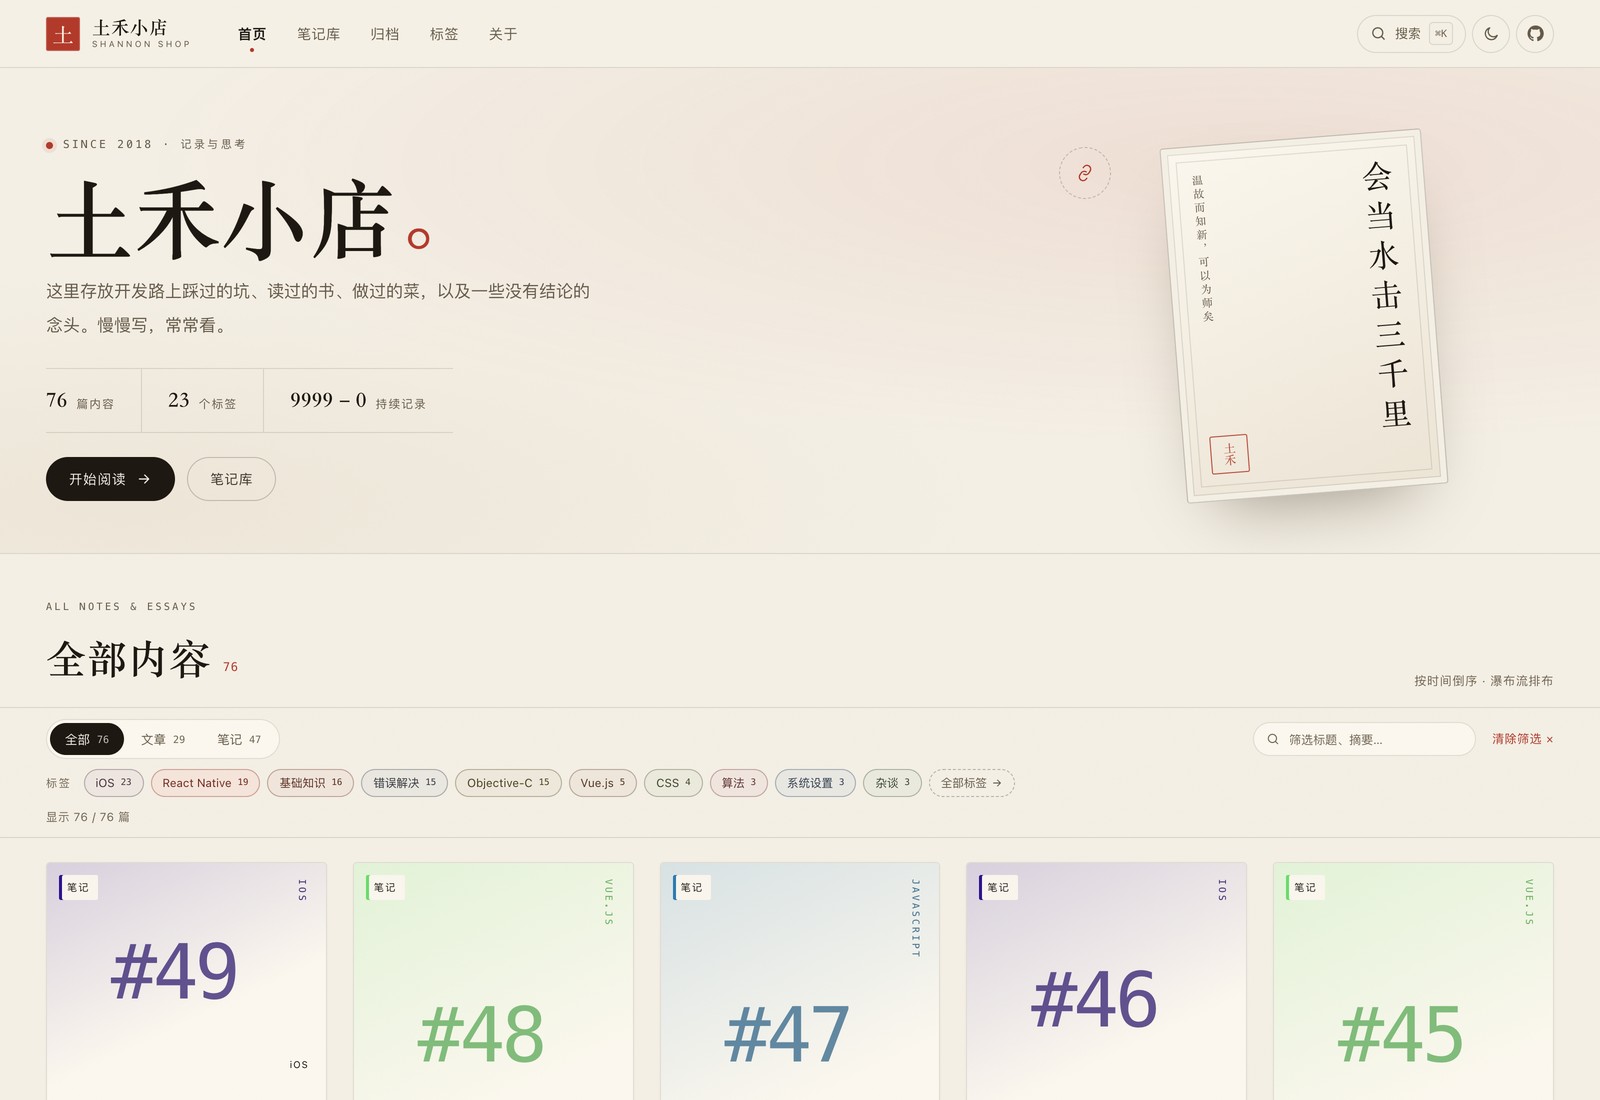 土
土禾小店
SHANNON SHOP
首页
笔记库
归档
标签
关于
搜索 ⌘K
SINCE 2018 · 记录与思考
土禾小店。
这里存放开发路上踩过的坑、读过的书、做过的菜，以及一些没有结论的
念头。慢慢写，常常看。
76 篇内容
23 个标签
9999 – 0 持续记录
开始阅读 →
笔记库
会当水击三千里
温故而知新，可以为师矣
土禾
ALL NOTES & ESSAYS
全部内容 76
按时间倒序 · 瀑布流排布
全部 76
文章 29
笔记 47
筛选标题、摘要...
清除筛选 ×
标签
iOS 23
React Native 19
基础知识 16
错误解决 15
Objective-C 15
Vue.js 5
CSS 4
算法 3
系统设置 3
杂谈 3
全部标签 →
显示 76 / 76 篇
笔记
IOS
#49
iOS
笔记
VUE.JS
#48
笔记
JAVASCRIPT
#47
笔记
IOS
#46
笔记
VUE.JS
#45